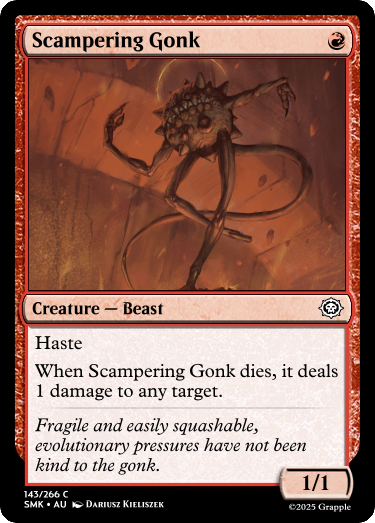 Scampering Gonk
Creature — Beast
Haste
When Scampering Gonk dies, it deals
1 damage to any target.
Fragile and easily squashable,
evolutionary pressures have not been
kind to the gonk.
1/1
143/266 C
SMK • AU Dariusz Kieliszek
©2025 Grapple